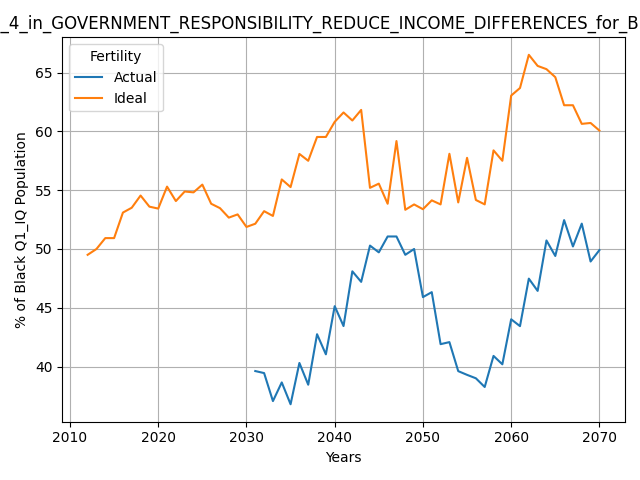 _4_in_GOVERNMENT_RESPONSIBILITY_REDUCE_INCOME_DIFFERENCES_for_B
Fertility
Actual
Ideal
% of Black Q1_IQ Population
65
60
55
50
45
40
2010 2020 2030 2040 2050 2060 2070
Years